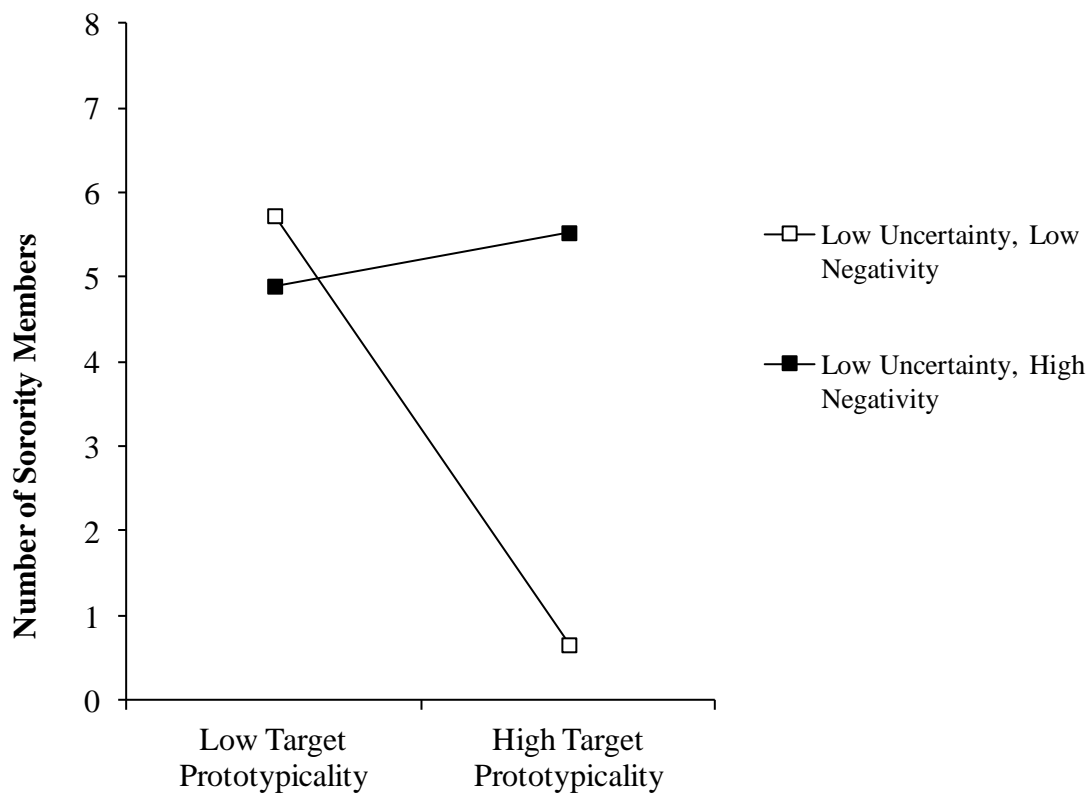 8
7
6
5
4
3
2
1
0
Number of Sorority Members
Low Target
Prototypicality
High Target
Prototypicality
Low Uncertainty, Low
Negativity
Low Uncertainty, High
Negativity